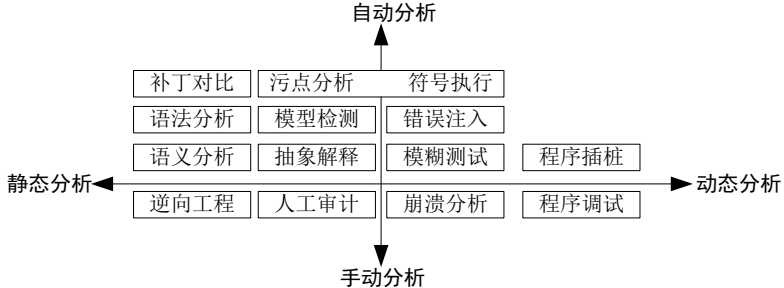 自动分析
补丁对比 污点分析 符号执行
语法分析 模型检测 错误注入
语义分析 抽象解释 模糊测试 程序插桩
静态分析 动态分析
逆向工程 人工审计 崩溃分析 程序调试
手动分析